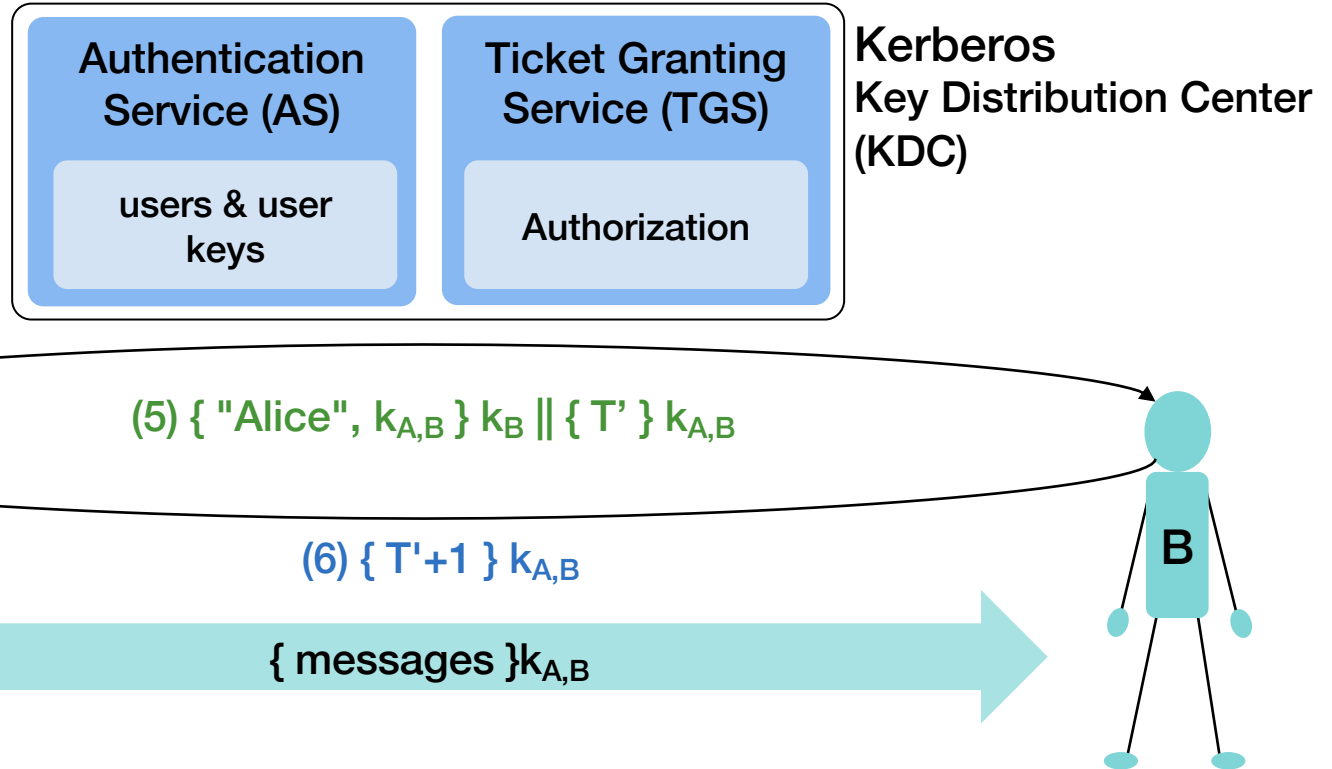 Authentication
Service (AS)
users & user
keys
Ticket Granting
Service (TGS)
Authorization
Kerberos
Key Distribution Center
(KDC)
(5) { "Alice", kA,B } kB || { T’ } kA,B
(6) { T'+1 } kA,B
{ messages }kA,B
B